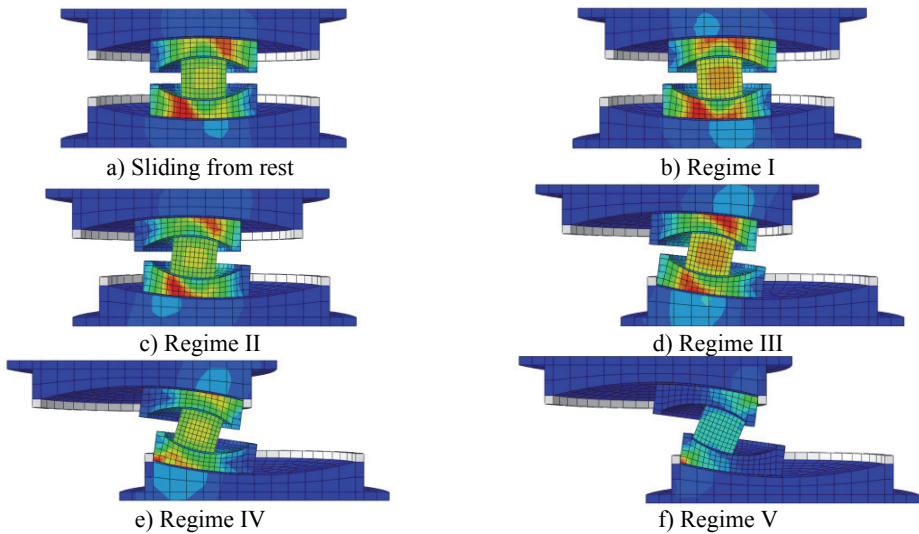 a) Sliding from rest
b) Regime I
c) Regime II
d) Regime III
e) Regime IV
f) Regime V